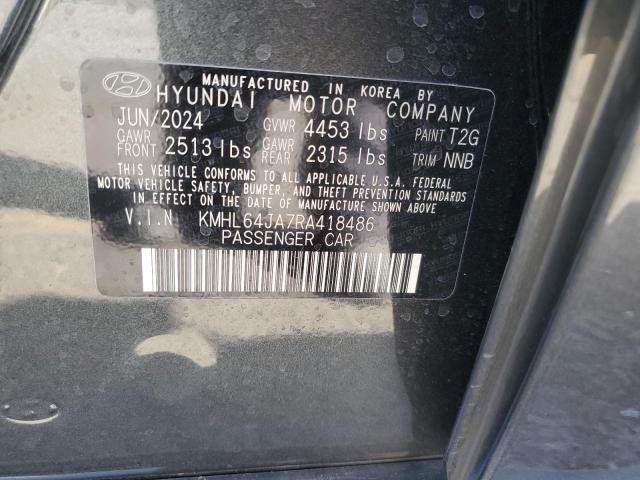 MANUFACTURED IN KOREA BY
HYUNDAI MOTOR COMPANY
JUN/2024 GVWR 4453 lbs PAINT T2G
GAWR FRONT 2513 lbs GAWR REAR 2315 lbs TRIM NNB
THIS VEHICLE CONFORMS TO ALL APPLICABLE U.S.A. FEDERAL
MOTOR VEHICLE SAFETY, BUMPER, AND THEFT PREVENTION STANDARDS
IN EFFECT ON THE DATE OF MANUFACTURE SHOWN ABOVE.
V.I.N KMHL64JA7RA418486
PASSENGER CAR